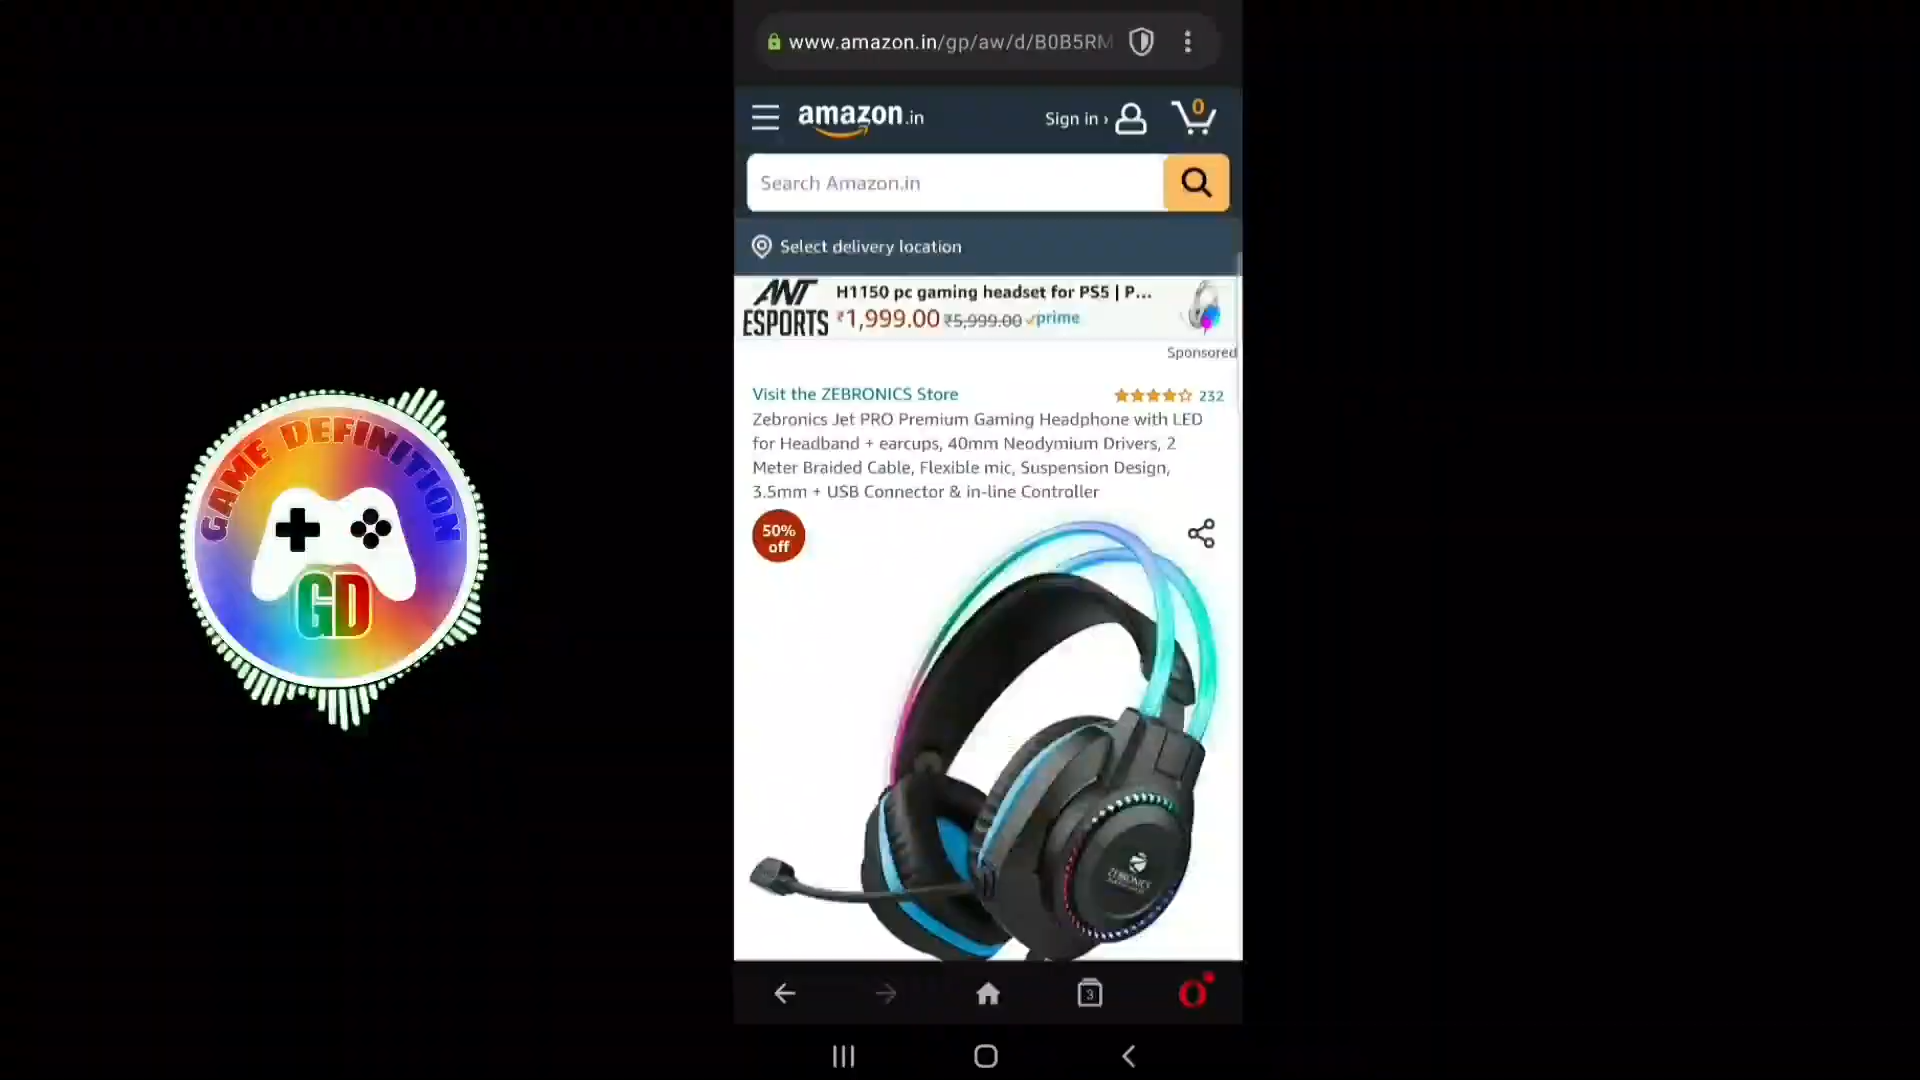 www.amazon.in/gp/aw/d/B0B5RM
amazon.in
Sign in ›
0
Search Amazon.in
Select delivery location
ANT ESPORTS
H1150 pc gaming headset for PS5 | P...
₹1,999.00 ₹5,999.00 prime
Sponsored
Visit the ZEBRONICS Store
232
Zebronics Jet PRO Premium Gaming Headphone with LED
for Headband + earcups, 40mm Neodymium Drivers, 2
Meter Braided Cable, Flexible mic, Suspension Design,
3.5mm + USB Connector & in-line Controller
50%
off
ZEBRONICS
3
GAME DEFINITION
GD